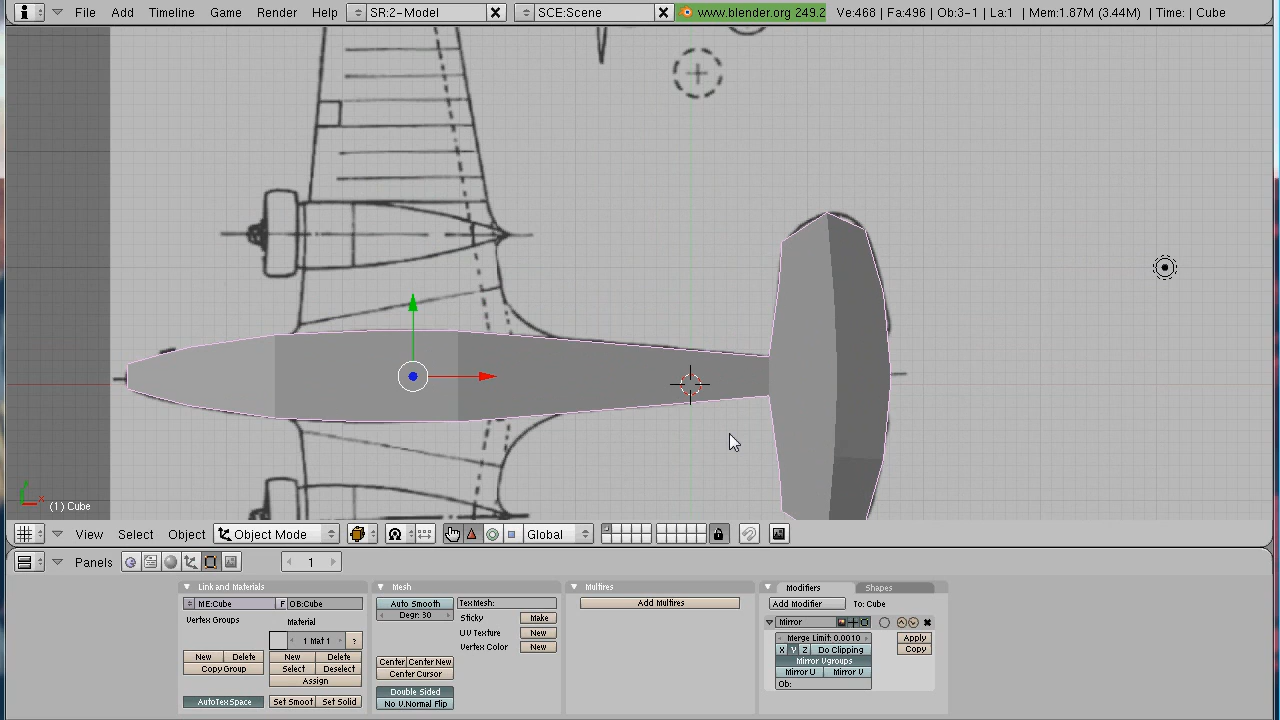 File Add Timeline Game Render Help SR:2-Model SCE:Scene www.blender.org 249.2 Ve:468 | Fa:496 | Ob:3-1 | La:1 | Mem:1.87M (3.44M) | Time: | Cube
(1) Cube
View Select Object Object Mode Global
Panels 1
Link and Materials Mesh Multires Modifiers Shapes
ME:Cube F OB:Cube Auto Smooth TexMesh: Add Multires Add Modifier To: Cube
Vertex Groups Material Degr: 30 Sticky Make Mirror
1 Mat 1 ? UV Texture New Merge Limit: 0.0010 Apply
New Delete New Delete Vertex Color New X Y Z Do Clipping Copy
Copy Group Select Deselect Center Center New Mirror Vgroups
Assign Center Cursor Mirror U Mirror V
Double Sided Ob:
AutoTexSpace Set Smoot Set Solid No V.Normal Flip